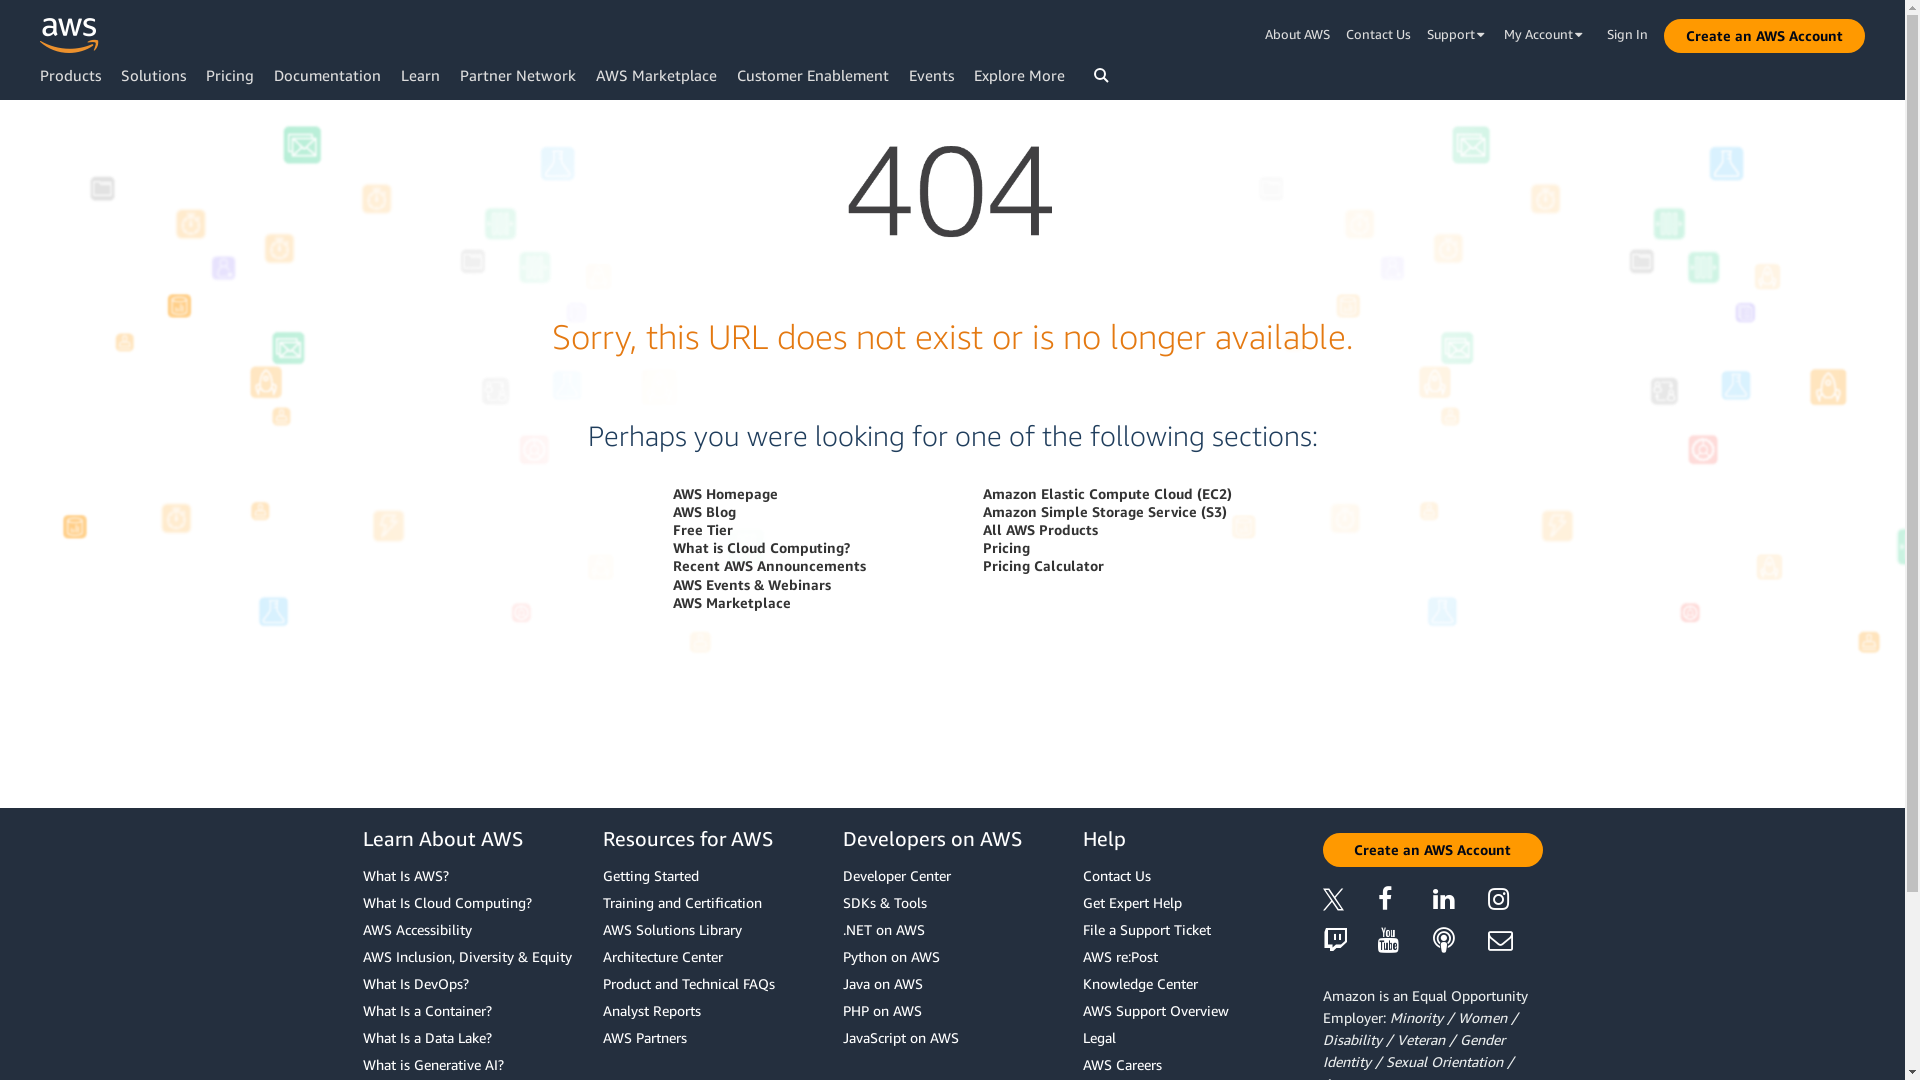 aws
About AWS Contact Us Support My Account Sign In Create an AWS Account
Products Solutions Pricing Documentation Learn Partner Network AWS Marketplace Customer Enablement Events Explore More
404
Sorry, this URL does not exist or is no longer available.
Perhaps you were looking for one of the following sections:
AWS Homepage
AWS Blog
Free Tier
What is Cloud Computing?
Recent AWS Announcements
AWS Events & Webinars
AWS Marketplace
Amazon Elastic Compute Cloud (EC2)
Amazon Simple Storage Service (S3)
All AWS Products
Pricing
Pricing Calculator
Learn About AWS
What Is AWS?
What Is Cloud Computing?
AWS Accessibility
AWS Inclusion, Diversity & Equity
What Is DevOps?
What Is a Container?
What Is a Data Lake?
What is Generative AI?
Resources for AWS
Getting Started
Training and Certification
AWS Solutions Library
Architecture Center
Product and Technical FAQs
Analyst Reports
AWS Partners
Developers on AWS
Developer Center
SDKs & Tools
.NET on AWS
Python on AWS
Java on AWS
PHP on AWS
JavaScript on AWS
Help
Contact Us
Get Expert Help
File a Support Ticket
AWS re:Post
Knowledge Center
AWS Support Overview
Legal
AWS Careers
Create an AWS Account
You
Tube
Amazon is an Equal Opportunity
Employer: Minority / Women /
Disability / Veteran / Gender
Identity / Sexual Orientation /